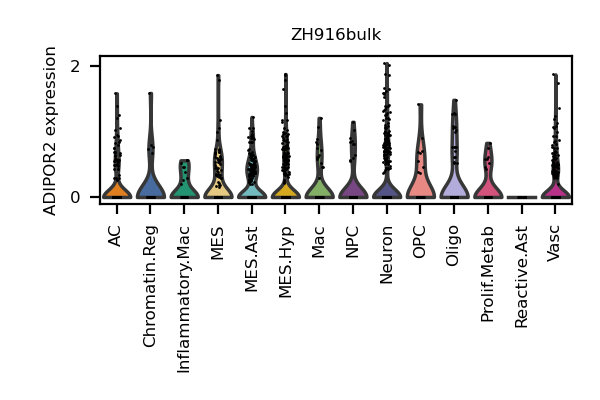 ZH916bulk
ADIPOR2 expression
2
0
AC
Chromatin.Reg
Inflammatory.Mac
MES
MES.Ast
MES.Hyp
Mac
NPC
Neuron
OPC
Oligo
Prolif.Metab
Reactive.Ast
Vasc